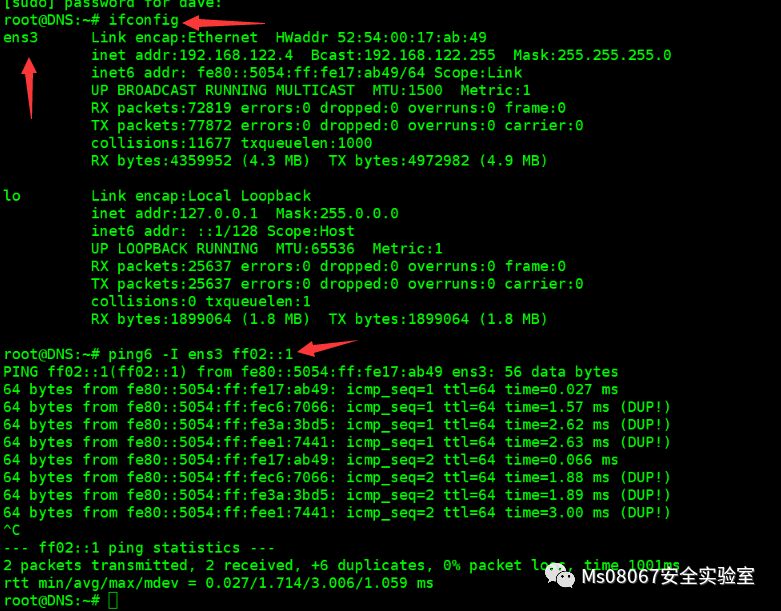 [sudo] password for dave:
root@DNS:~# ifconfig
ens3      Link encap:Ethernet  HWaddr 52:54:00:17:ab:49
          inet addr:192.168.122.4  Bcast:192.168.122.255  Mask:255.255.255.0
          inet6 addr: fe80::5054:ff:fe17:ab49/64 Scope:Link
          UP BROADCAST RUNNING MULTICAST  MTU:1500  Metric:1
          RX packets:72819 errors:0 dropped:0 overruns:0 frame:0
          TX packets:77872 errors:0 dropped:0 overruns:0 carrier:0
          collisions:11677 txqueuelen:1000
          RX bytes:4359952 (4.3 MB)  TX bytes:4972982 (4.9 MB)

lo        Link encap:Local Loopback
          inet addr:127.0.0.1  Mask:255.0.0.0
          inet6 addr: ::1/128 Scope:Host
          UP LOOPBACK RUNNING  MTU:65536  Metric:1
          RX packets:25637 errors:0 dropped:0 overruns:0 frame:0
          TX packets:25637 errors:0 dropped:0 overruns:0 carrier:0
          collisions:0 txqueuelen:1
          RX bytes:1899064 (1.8 MB)  TX bytes:1899064 (1.8 MB)

root@DNS:~# ping6 -I ens3 ff02::1
PING ff02::1(ff02::1) from fe80::5054:ff:fe17:ab49 ens3: 56 data bytes
64 bytes from fe80::5054:ff:fe17:ab49: icmp_seq=1 ttl=64 time=0.027 ms
64 bytes from fe80::5054:ff:fec6:7066: icmp_seq=1 ttl=64 time=1.57 ms (DUP!)
64 bytes from fe80::5054:ff:fe3a:3bd5: icmp_seq=1 ttl=64 time=2.62 ms (DUP!)
64 bytes from fe80::5054:ff:fee1:7441: icmp_seq=1 ttl=64 time=2.63 ms (DUP!)
64 bytes from fe80::5054:ff:fe17:ab49: icmp_seq=2 ttl=64 time=0.066 ms
64 bytes from fe80::5054:ff:fec6:7066: icmp_seq=2 ttl=64 time=1.88 ms (DUP!)
64 bytes from fe80::5054:ff:fe3a:3bd5: icmp_seq=2 ttl=64 time=1.89 ms (DUP!)
64 bytes from fe80::5054:ff:fee1:7441: icmp_seq=2 ttl=64 time=3.00 ms (DUP!)
^C
--- ff02::1 ping statistics ---
2 packets transmitted, 2 received, +6 duplicates, 0% packet loss, time 1001ms
rtt min/avg/max/mdev = 0.027/1.714/3.006/1.059 ms
Ms08067安全实验室
root@DNS:~#